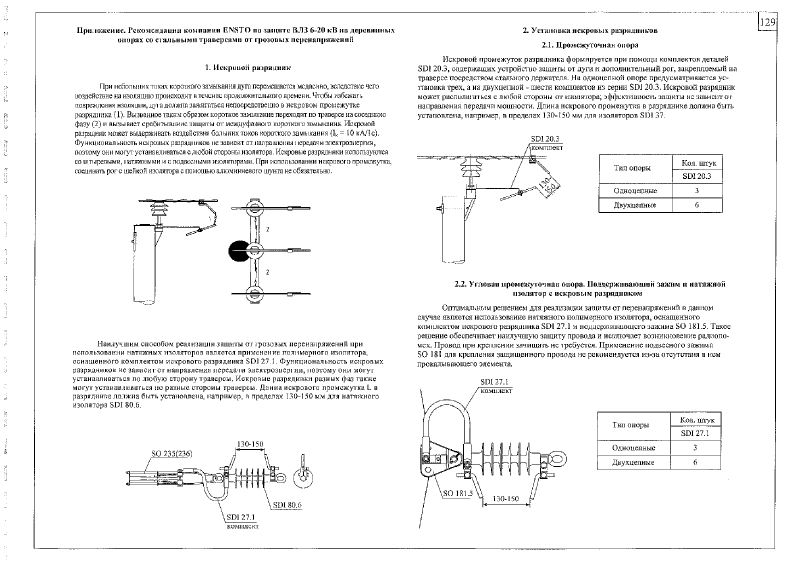 129
Приложение. Рекомендации компании ENSTO по защите ВЛЗ 6-20 кВ на деревянных
опорах со стальными траверсами от грозовых перенапряжений
1. Искровой разрядник
При небольших токах короткого замыкания дуга перемещается медленно, вследствие чего
воздействие на изоляцию происходит в течение продолжительного времени. Чтобы избежать
повреждения изоляции, дуга должна зажигаться непосредственно в искровом промежутке
разрядника (1). Вызванное таким образом короткое замыкание переходит по траверсе на соседнюю
фазу (2) и вызывает срабатывание защиты от междуфазного короткого замыкания. Искровой
разрядник может выдерживать воздействия больших токов короткого замыкания (Iк = 10 кА/1с).
Функциональность искровых разрядников не зависит от направления передачи электроэнергии,
поэтому они могут устанавливаться с любой стороны изолятора. Искровые разрядники используются
со штыревыми, натяжными и с подвесными изоляторами. При использовании искрового промежутка,
соединять рог с шейкой изолятора с помощью алюминиевого шунта не обязательно.
2
2
Наилучшим способом реализации защиты от грозовых перенапряжений при
использовании натяжных изоляторов является применение полимерного изолятора,
оснащенного комплектом искрового разрядника SDI 27.1. Функциональность искровых
разрядников не зависит от направления передачи электроэнергии, поэтому они могут
устанавливаться по любую сторону траверсы. Искровые разрядники разных фаз также
могут устанавливаться по разные стороны траверсы. Длина искрового промежутка L в
разряднике должна быть установлена, например, в пределах 130-150 мм для натяжного
изолятора SDI 80.6.
130-150
SO 235(236)
SDI 80.6
SDI 27.1
комплект
2. Установка искровых разрядников
2.1. Промежуточная опора
Искровой промежуток разрядника формируется при помощи комплектов деталей
SDI 20.3, содержащих устройство защиты от дуги и дополнительный рог, закрепляемый на
траверсе посредством стального держателя. На одноцепной опоре предусматривается ус-
тановка трех, а на двухцепной - шести комплектов из серии SDI 20.3. Искровой разрядник
может располагаться с любой стороны от изолятора; эффективность защиты не зависит от
направления передачи мощности. Длина искрового промежутка в разряднике должна быть
установлена, например, в пределах 130-150 мм для изоляторов SDI 37.
SDI 20.3
комплект
130-
150
Тип опоры Кол. штук
SDI 20.3
Одноцепные 3
Двухцепные 6
2.2. Угловая промежуточная опора. Поддерживающий зажим и натяжной
изолятор с искровым разрядником
Оптимальным решением для реализации защиты от перенапряжений в данном
случае является использование натяжного полимерного изолятора, оснащенного
комплектом искрового разрядника SDI 27.1 и поддерживающего зажима SO 181.5. Такое
решение обеспечивает наилучшую защиту провода и исключает возникновение радиопо-
мех. Провод при креплении зачищать не требуется. Применение подвесного зажима
SO 181 для крепления защищенного провода не рекомендуется из-за отсутствия в нем
прокалывающего элемента.
SDI 27.1
комплект
SO 181.5
130-150
Тип опоры Кол. штук
SDI 27.1
Одноцепные 3
Двухцепные 6